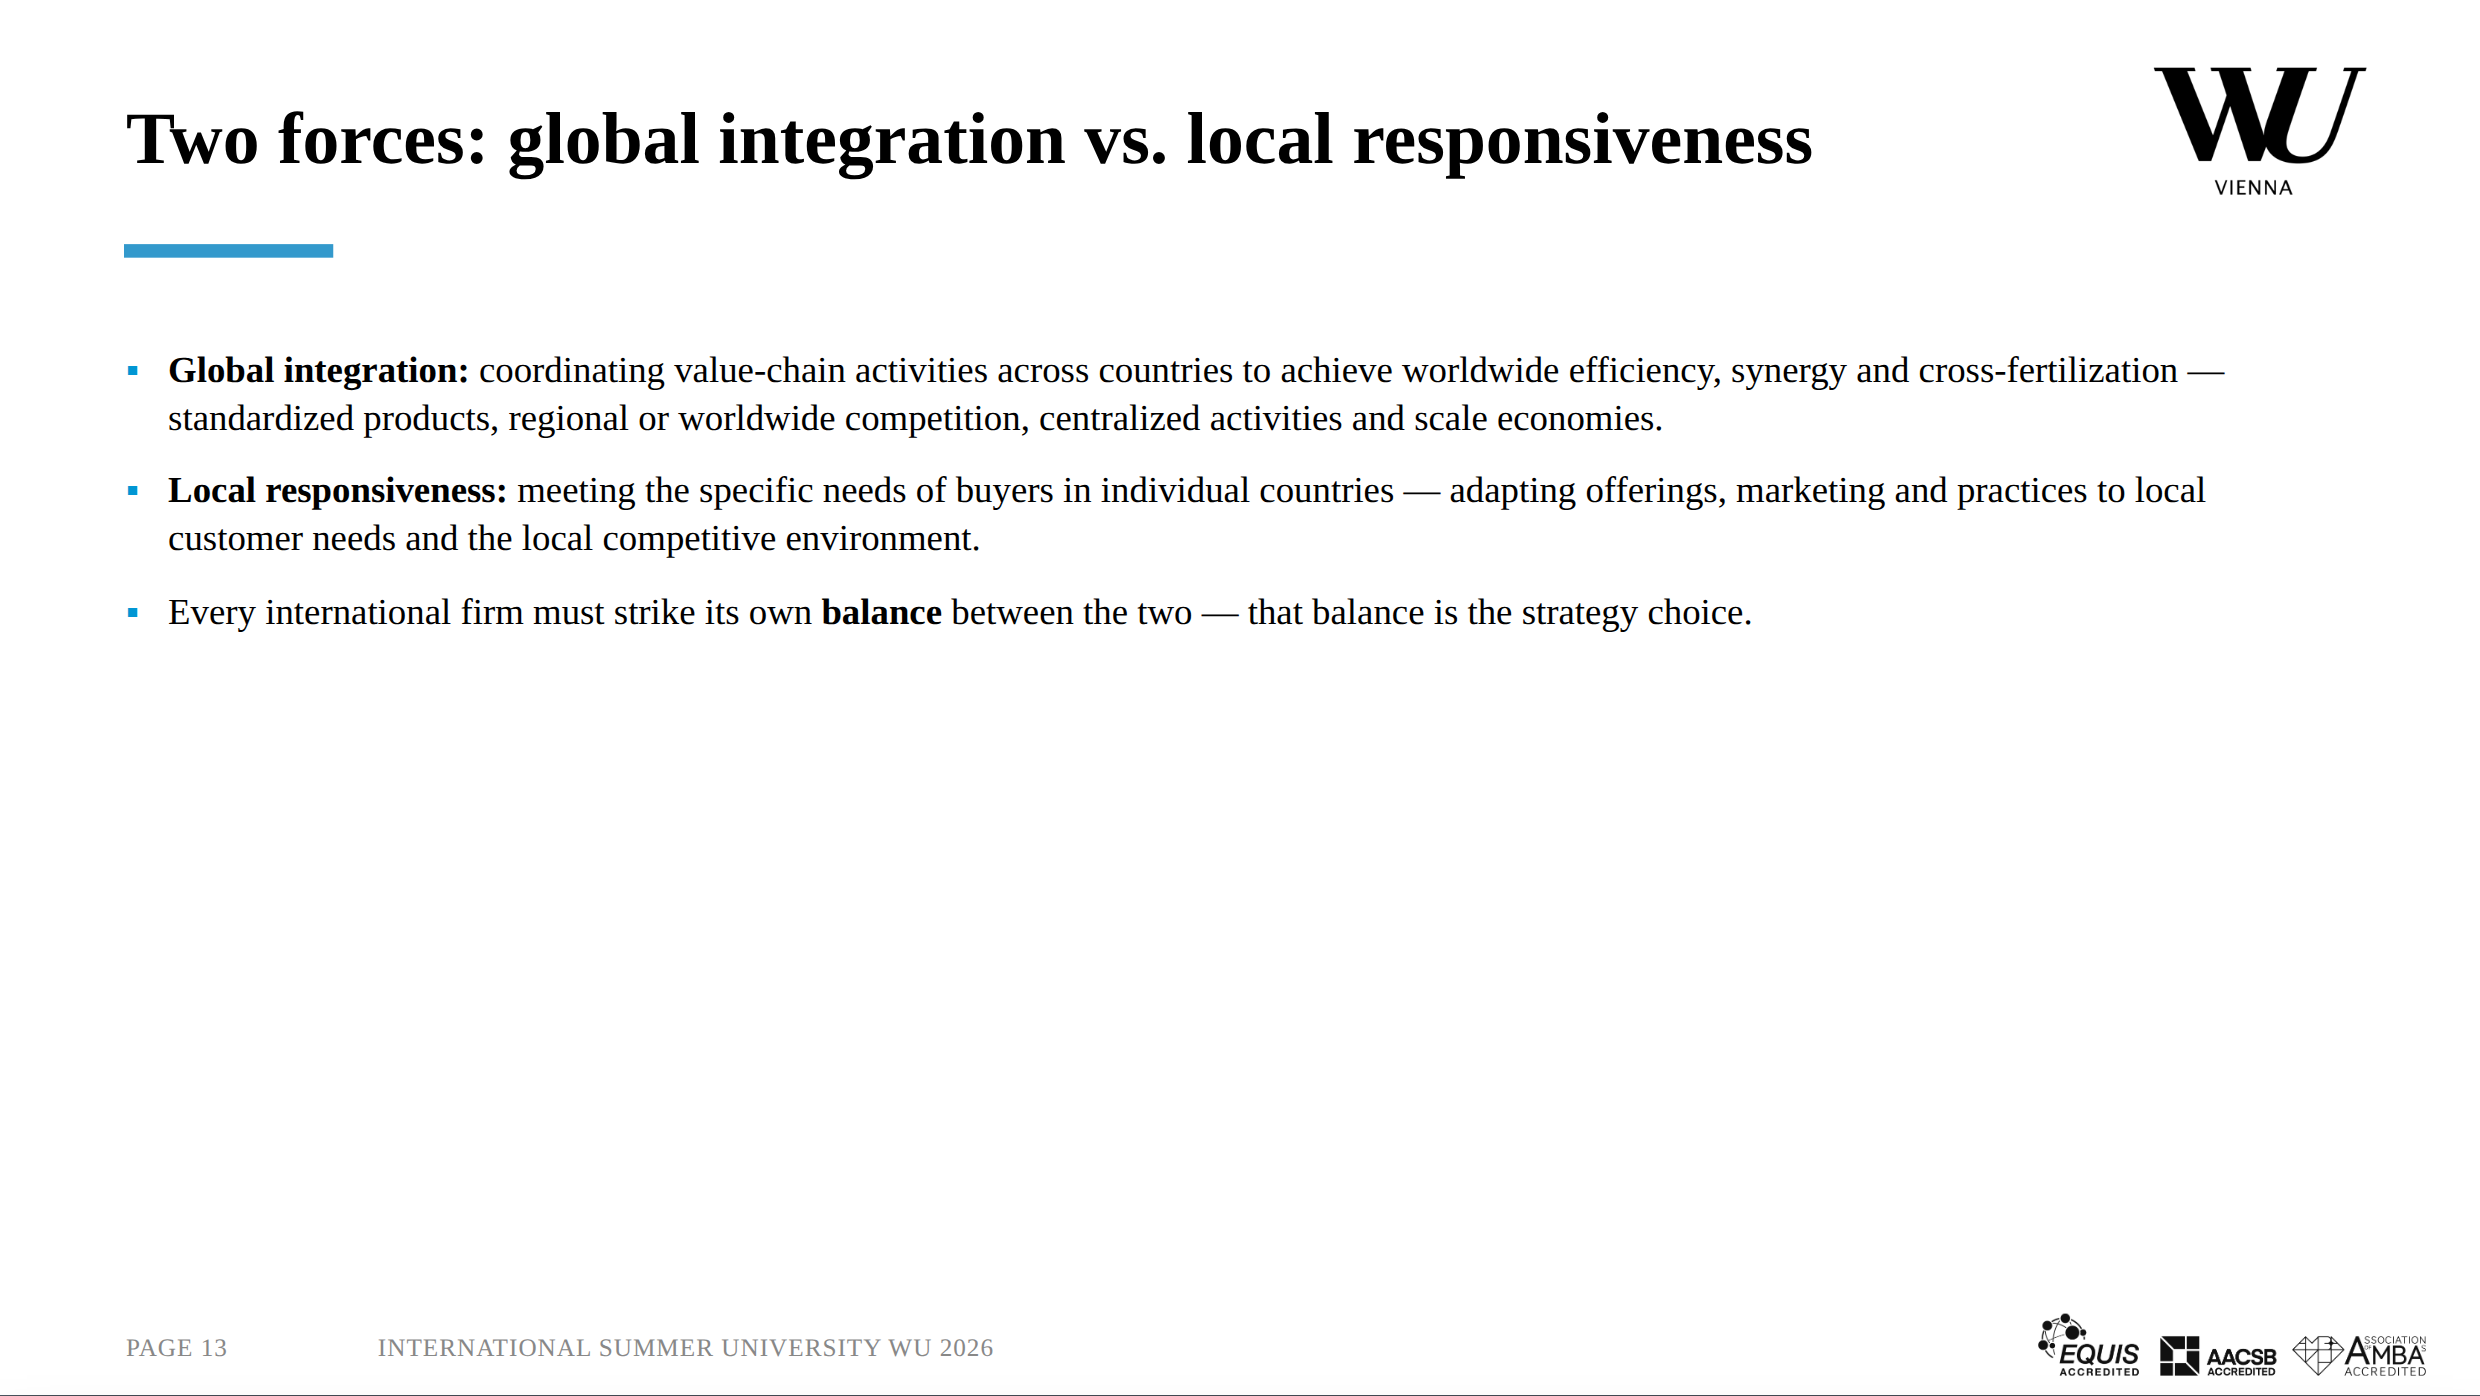 Two forces: global integration vs. local responsiveness
WU
VIENNA
▪ Global integration: coordinating value-chain activities across countries to achieve worldwide efficiency, synergy and cross-fertilization —
standardized products, regional or worldwide competition, centralized activities and scale economies.
▪ Local responsiveness: meeting the specific needs of buyers in individual countries — adapting offerings, marketing and practices to local
customer needs and the local competitive environment.
▪ Every international firm must strike its own balance between the two — that balance is the strategy choice.
PAGE 13 INTERNATIONAL SUMMER UNIVERSITY WU 2026
EQUIS
ACCREDITED
AACSB
ACCREDITED
ASSOCIATION
OF
MBAS
ACCREDITED